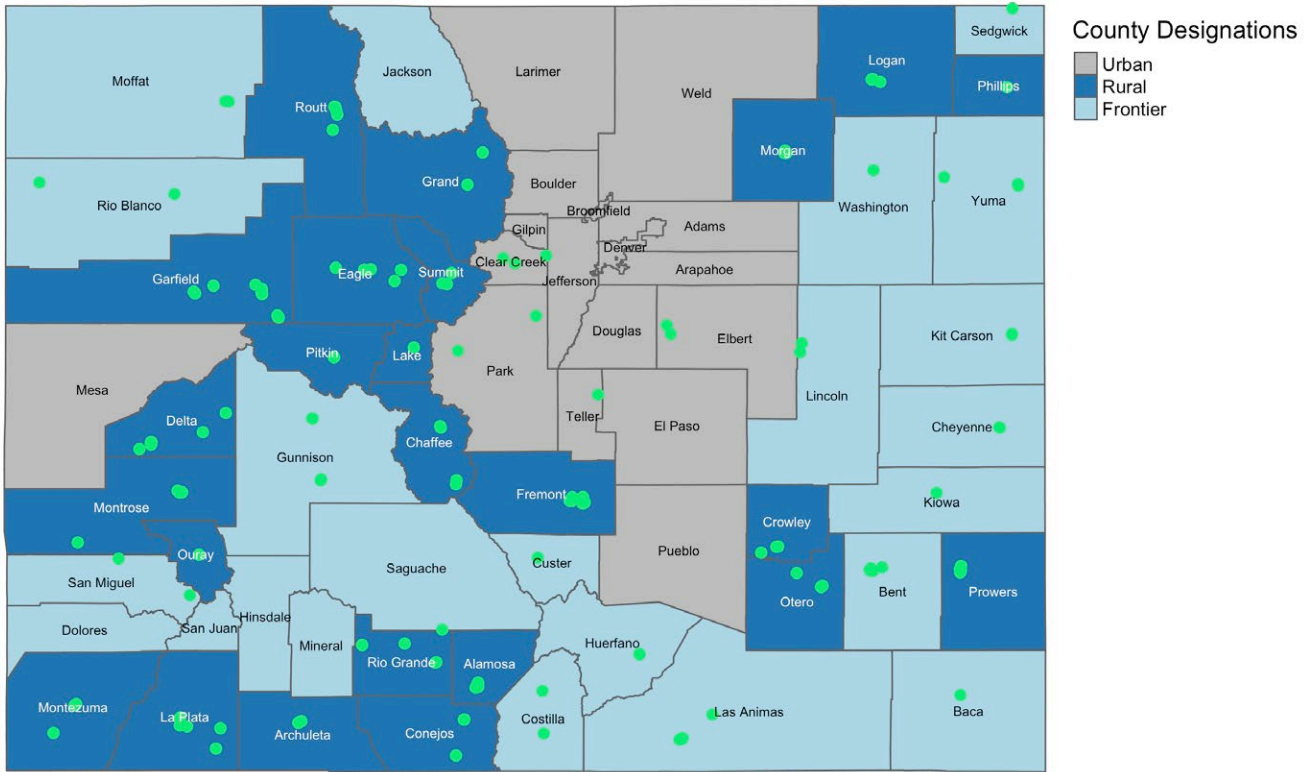 County Designations
Urban
Rural
Frontier
Sedgwick
Logan
Jackson
Larimer
Moffat
Phillips
Weld
Routt
Morgan
Grand
Boulder
Yuma
Rio Blanco
Washington
Broomfield
Adams
Gilpin
Denver
Clear Creek
Arapahoe
Eagle
Summit
Garfield
Jefferson
Douglas
Kit Carson
Elbert
Pitkin
Lake
Park
Mesa
Lincoln
Teller
Delta
El Paso
Cheyenne
Chaffee
Gunnison
Fremont
Kiowa
Montrose
Crowley
Pueblo
Ouray
Custer
Saguache
San Miguel
Bent
Prowers
Otero
Hinsdale
San Juan
Dolores
Huerfano
Mineral
Rio Grande
Alamosa
Montezuma
La Plata
Las Animas
Baca
Costilla
Conejos
Archuleta